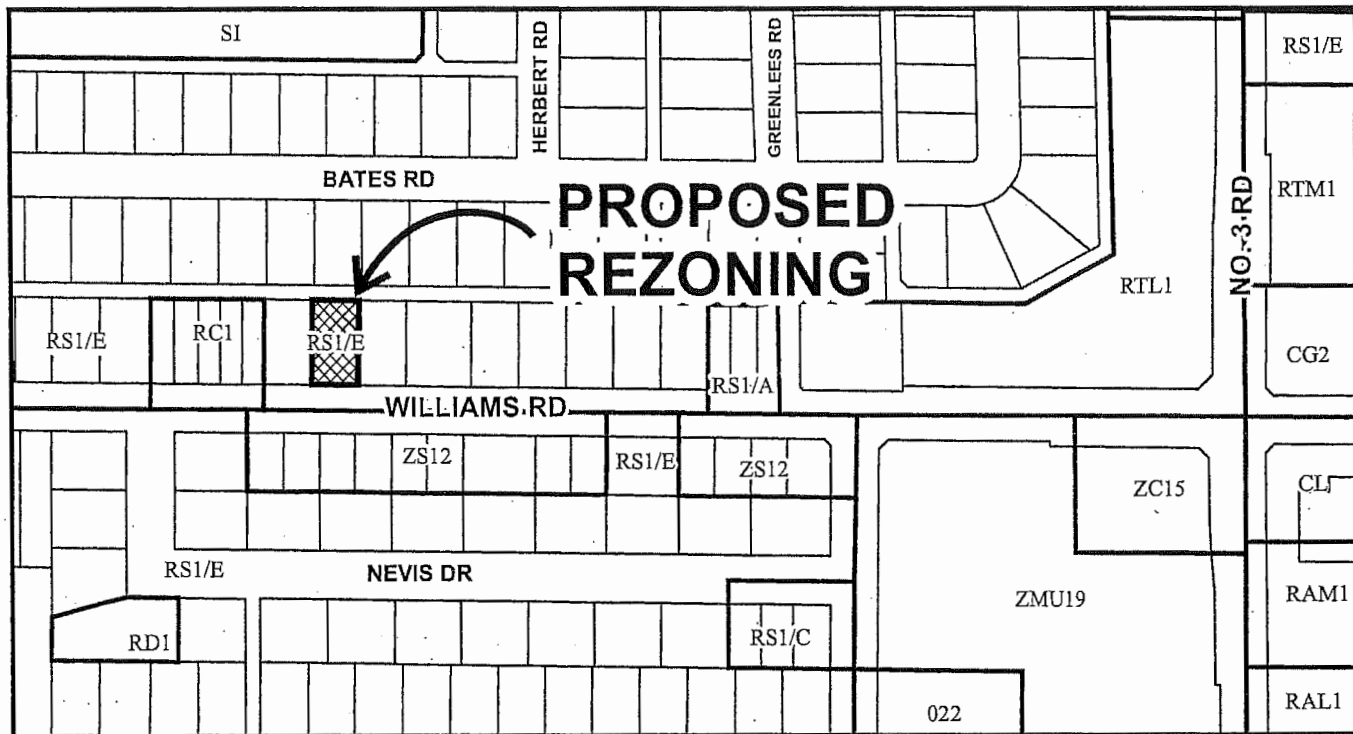 SI
HERBERT RD
GREENLEES RD
RS1/E
BATES RD
PROPOSED
REZONING
NO. 3 RD
RTM1
RTL1
RS1/E
RC1
RS1/E
RS1/A
CG2
WILLIAMS RD
ZS12
RS1/E
ZS12
ZC15
CL
RS1/E
NEVIS DR
ZMU19
RAM1
RD1
RS1/C
022
RAL1